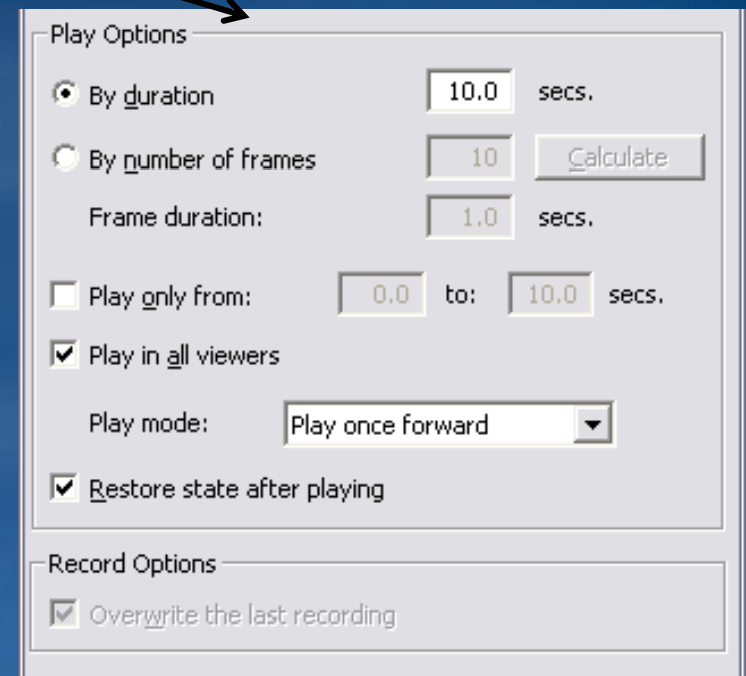 Play Options
By duration 10.0 secs.
By number of frames 10 Calculate
Frame duration: 1.0 secs.
Play only from: 0.0 to: 10.0 secs.
Play in all viewers
Play mode: Play once forward
Restore state after playing
Record Options
Overwrite the last recording